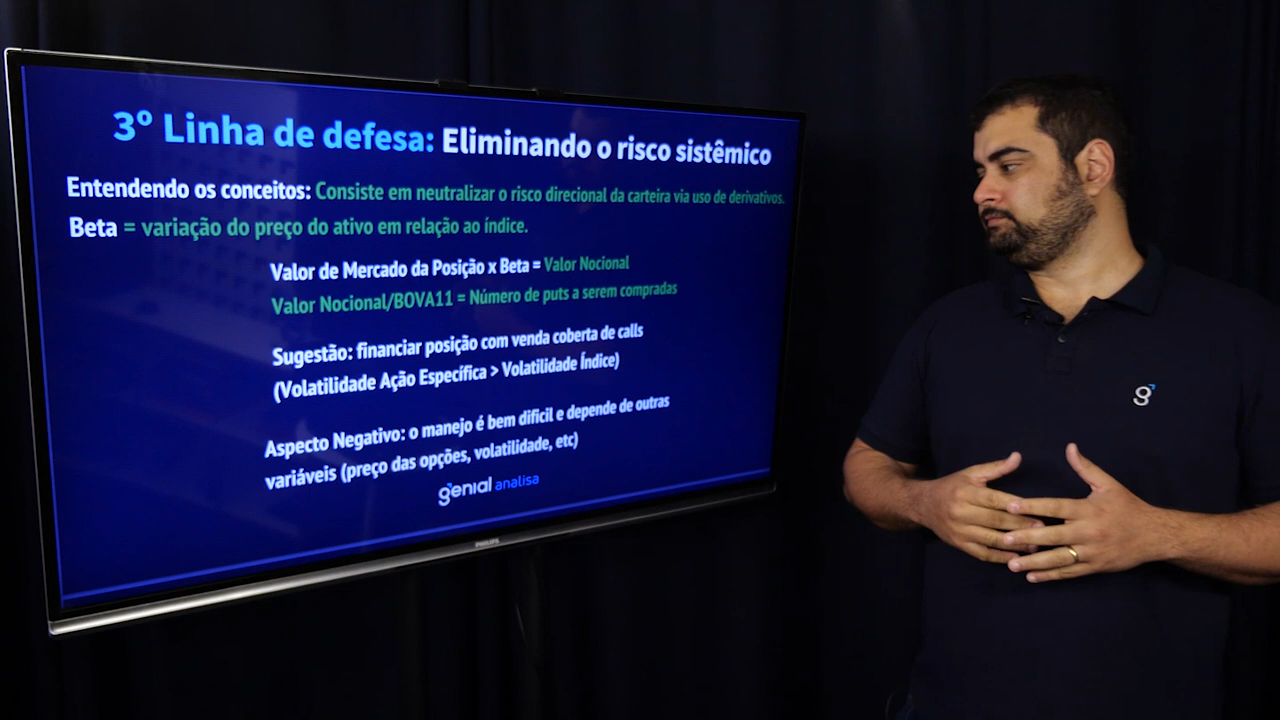 3º Linha de defesa: Eliminando o risco sistêmico
Entendendo os conceitos: Consiste em neutralizar o risco direcional da carteira via uso de derivativos.
Beta = variação do preço do ativo em relação ao índice.
Valor de Mercado da Posição x Beta = Valor Nocional
Valor Nocional/BOVA11 = Número de puts a serem compradas
Sugestão: financiar posição com venda coberta de calls
(Volatilidade Ação Específica > Volatilidade Índice)
Aspecto Negativo: o manejo é bem dificil e depende de outras
variáveis (preço das opções, volatilidade, etc)
genial analisa
PHILIPS
g